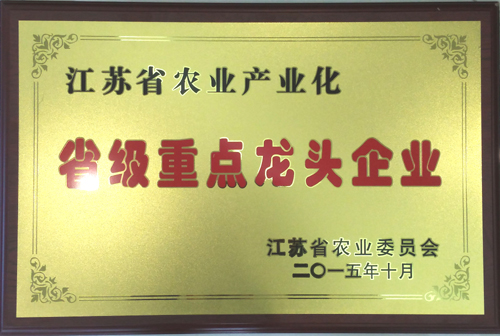 江苏省农业产业化
省级重点龙头企业
江苏省农业委员会
二〇一五年十月